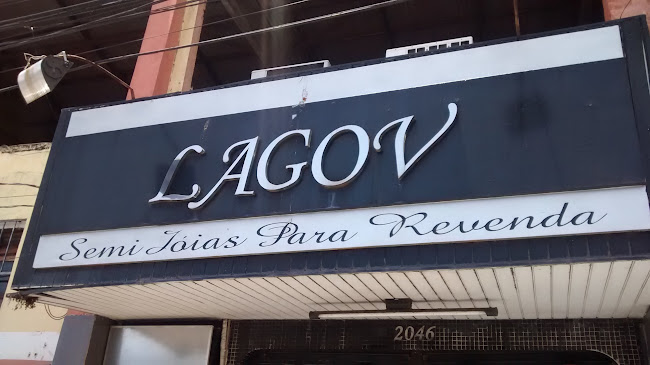 LAGOV
Semi Jóias Para Revenda
2046